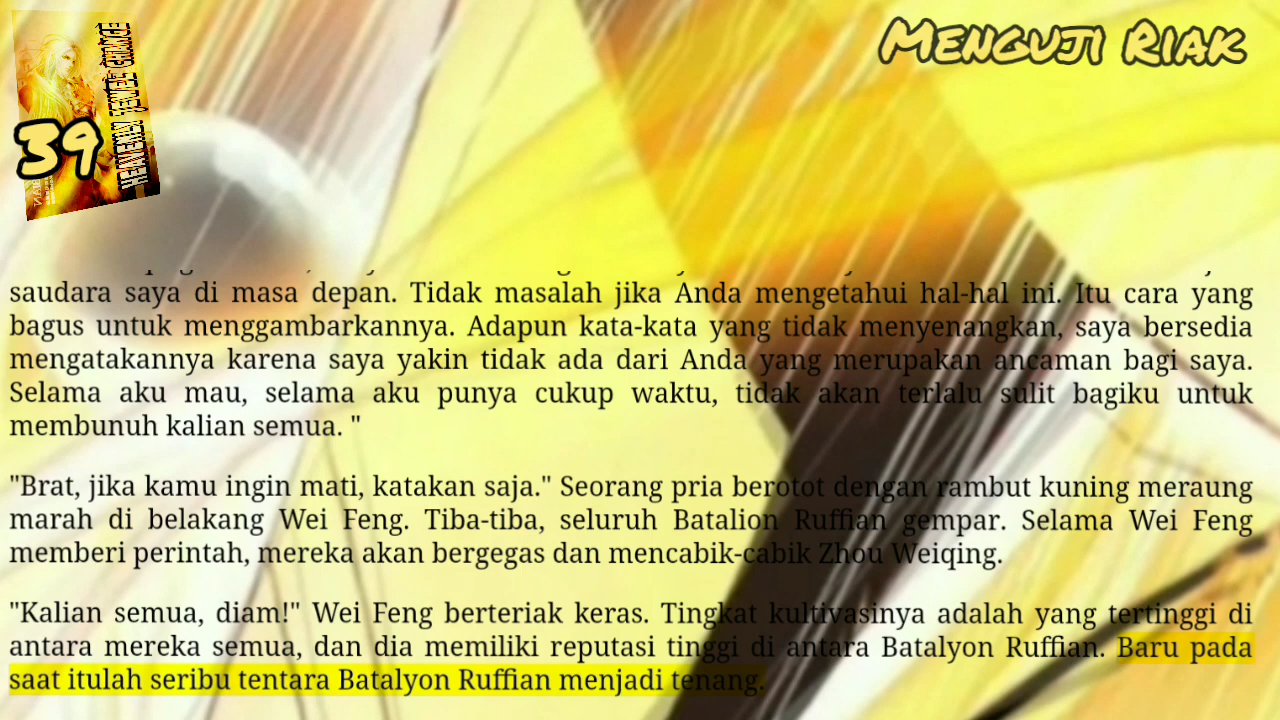 Menguji Riak
HEAVENLY JEWEL CHANGE
39
saudara saya di masa depan. Tidak masalah jika Anda mengetahui hal-hal ini. Itu cara yang
bagus untuk menggambarkannya. Adapun kata-kata yang tidak menyenangkan, saya bersedia
mengatakannya karena saya yakin tidak ada dari Anda yang merupakan ancaman bagi saya.
Selama aku mau, selama aku punya cukup waktu, tidak akan terlalu sulit bagiku untuk
membunuh kalian semua. "
"Brat, jika kamu ingin mati, katakan saja." Seorang pria berotot dengan rambut kuning meraung
marah di belakang Wei Feng. Tiba-tiba, seluruh Batalion Ruffian gempar. Selama Wei Feng
memberi perintah, mereka akan bergegas dan mencabik-cabik Zhou Weiqing.
"Kalian semua, diam!" Wei Feng berteriak keras. Tingkat kultivasinya adalah yang tertinggi di
antara mereka semua, dan dia memiliki reputasi tinggi di antara Batalyon Ruffian. Baru pada
saat itulah seribu tentara Batalyon Ruffian menjadi tenang.